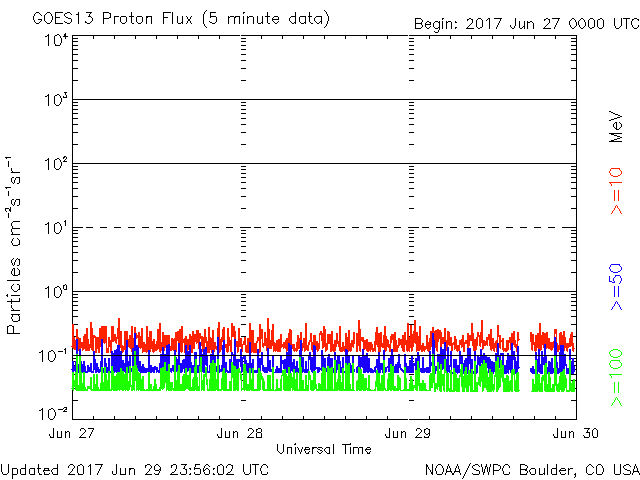 GOES13 Proton Flux (5 minute data)
Begin: 2017 Jun 27 0000 UTC
10⁴
10³
10²
10¹
10⁰
10⁻¹
10⁻²
Particles cm⁻²s⁻¹sr⁻¹
MeV
>=10
>=50
>=100
Jun 27
Jun 28
Jun 29
Jun 30
Universal Time
Updated 2017 Jun 29 23:56:02 UTC
NOAA/SWPC Boulder, CO USA